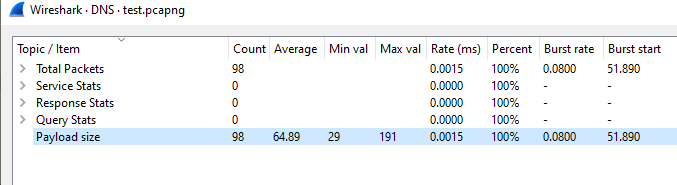 Wireshark · DNS · test.pcapng
Topic / Item Count Average Min val Max val Rate (ms) Percent Burst rate Burst start
Total Packets 98 0.0015 100% 0.0800 51.890
Service Stats 0 0.0000 100% - -
Response Stats 0 0.0000 100% - -
Query Stats 0 0.0000 100% - -
Payload size 98 64.89 29 191 0.0015 100% 0.0800 51.890